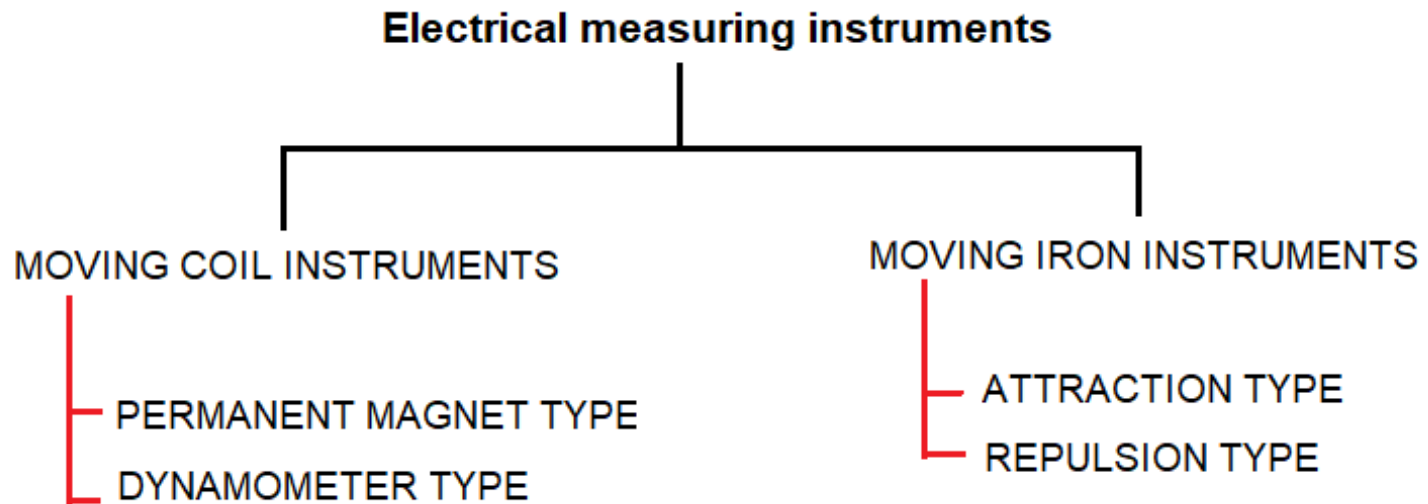 Electrical measuring instruments
MOVING COIL INSTRUMENTS
PERMANENT MAGNET TYPE
DYNAMOMETER TYPE
MOVING IRON INSTRUMENTS
ATTRACTION TYPE
REPULSION TYPE